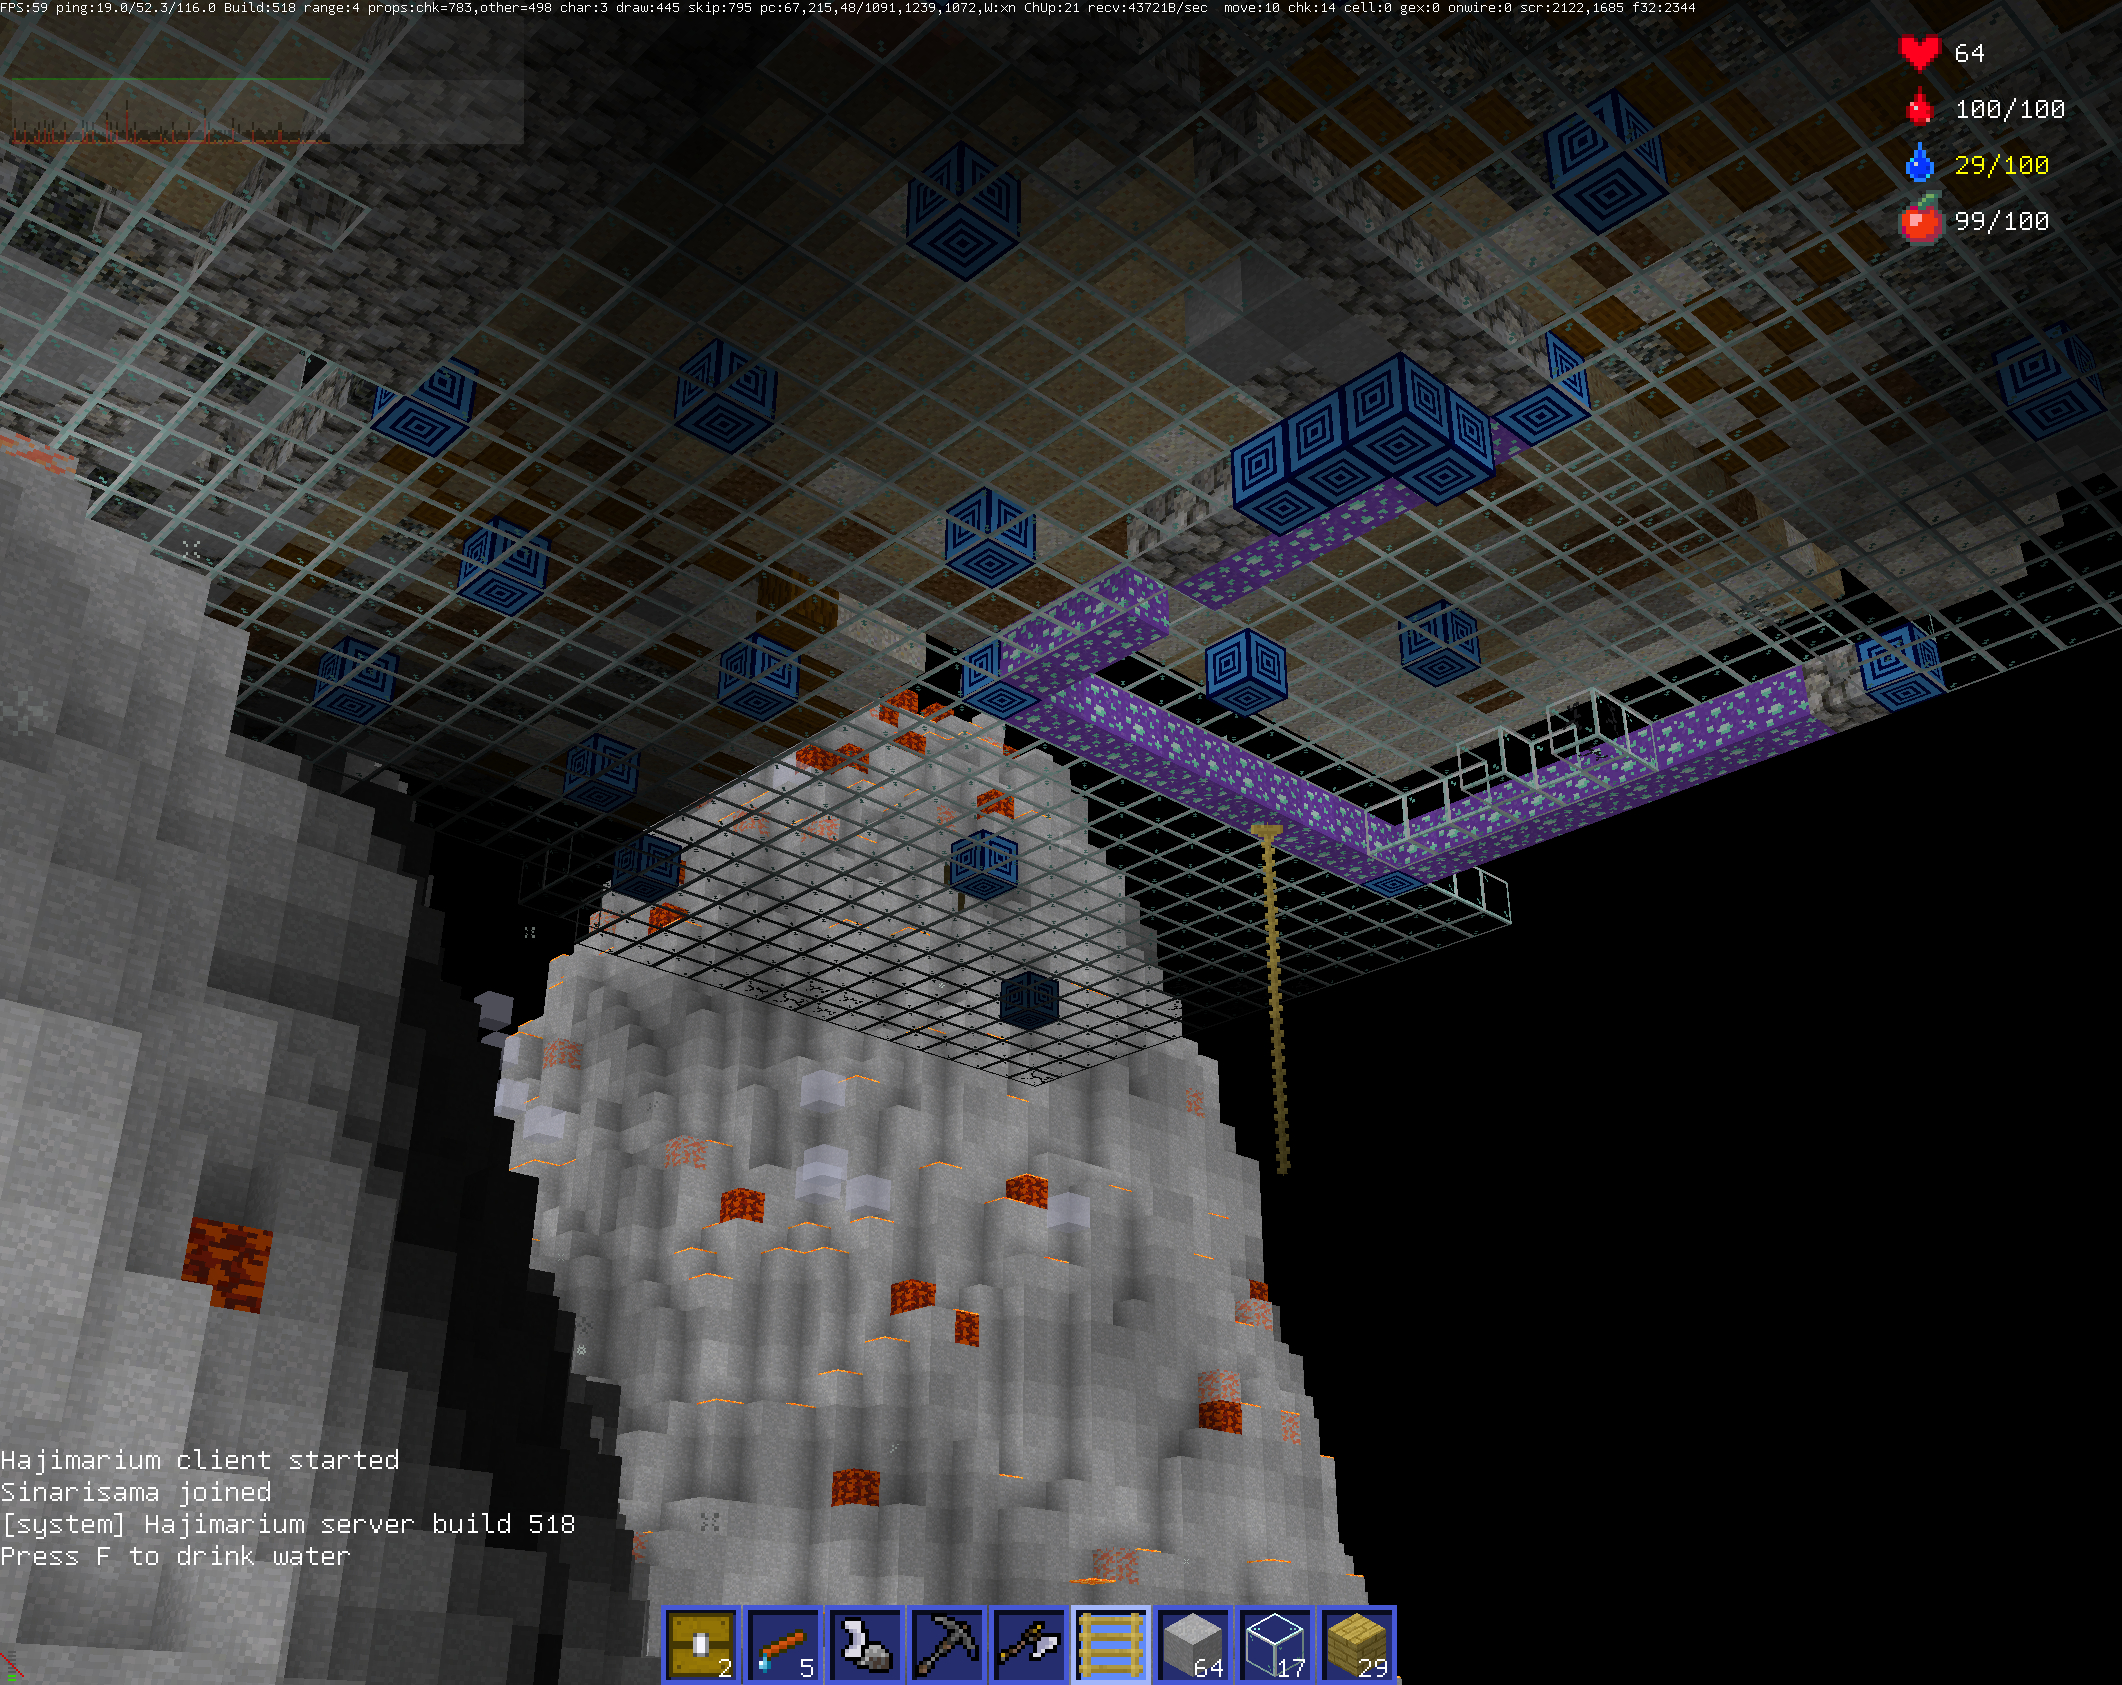 FPS:59 ping:19.0/52.3/116.0 Build:518 range:4 props:chk=783,other=498 char:3 draw:445 skip:795 pc:67,215,48/1091,1239,1072,W:xn ChUp:21 recv:43721B/sec  move:10 chk:14 cell:0 gex:0 onwire:0 scr:2122,1685 f32:2344
64
100/100
29/100
99/100
Hajimarium client started
Sinarisama joined
[system] Hajimarium server build 518
Press F to drink water
2 5 64 17 29